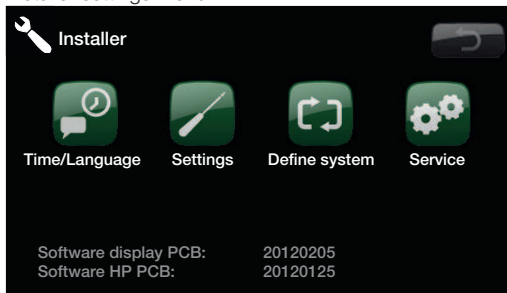 Installer
Time/Language Settings Define system Service
Software display PCB: 20120205
Software HP PCB: 20120125